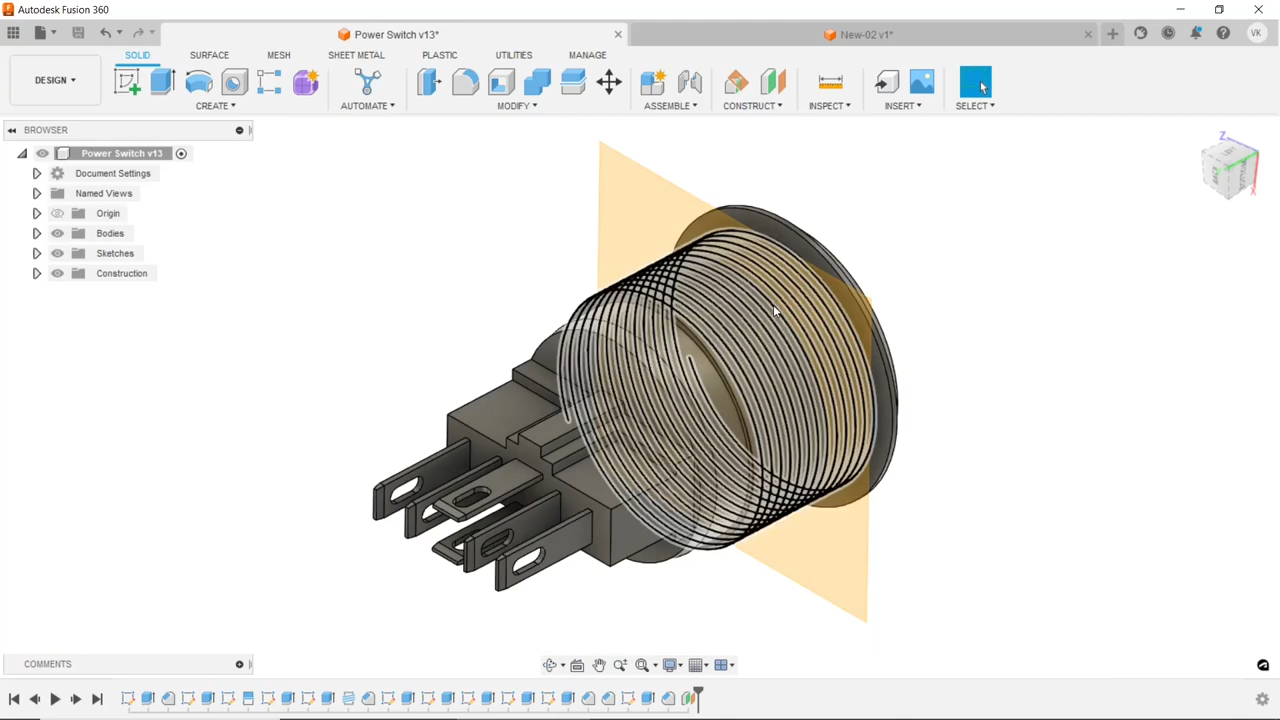 Autodesk Fusion 360
Power Switch v13*
New-02 v1*
VK
SOLID
SURFACE
MESH
SHEET METAL
PLASTIC
UTILITIES
MANAGE
DESIGN
CREATE
AUTOMATE
MODIFY
ASSEMBLE
CONSTRUCT
INSPECT
INSERT
SELECT
BROWSER
Power Switch v13
Document Settings
Named Views
Origin
Bodies
Sketches
Construction
Z
X
COMMENTS